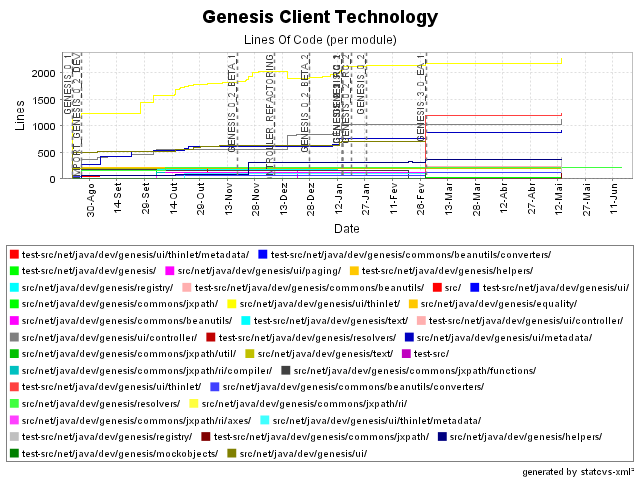 Genesis Client Technology
Lines Of Code (per module)
Lines
2000
1500
1000
500
0
GENESIS_0_1
GENESIS_0_2_DEV7
GENESIS_0_2_BETA_1
CONTROLLER_REFACTORING
GENESIS_0_2_BETA_2
GENESIS_0_2
GENESIS_3_0_EA_1
30-Ago
14-Set
29-Set
14-Out
29-Out
13-Nov
28-Nov
13-Dez
28-Dez
12-Jan
27-Jan
11-Fev
26-Fev
13-Mar
28-Mar
12-Abr
27-Abr
12-Mai
27-Mai
11-Jun
Date
test-src/net/java/dev/genesis/ui/thinlet/metadata/ test-src/net/java/dev/genesis/commons/beanutils/converters/
test-src/net/java/dev/genesis/ src/net/java/dev/genesis/ui/paging/ test-src/net/java/dev/genesis/helpers/
src/net/java/dev/genesis/registry/ test-src/net/java/dev/genesis/commons/beanutils/ src/ test-src/net/java/dev/genesis/ui/
src/net/java/dev/genesis/commons/jxpath/ src/net/java/dev/genesis/ui/thinlet/ src/net/java/dev/genesis/equality/
src/net/java/dev/genesis/commons/beanutils/ test-src/net/java/dev/genesis/text/ test-src/net/java/dev/genesis/ui/controller/
src/net/java/dev/genesis/ui/controller/ test-src/net/java/dev/genesis/resolvers/ src/net/java/dev/genesis/ui/metadata/
src/net/java/dev/genesis/commons/jxpath/util/ src/net/java/dev/genesis/text/ test-src/
src/net/java/dev/genesis/commons/jxpath/ri/compiler/ src/net/java/dev/genesis/commons/jxpath/functions/
test-src/net/java/dev/genesis/ui/thinlet/ src/net/java/dev/genesis/commons/beanutils/converters/
src/net/java/dev/genesis/resolvers/ src/net/java/dev/genesis/commons/jxpath/ri/
src/net/java/dev/genesis/commons/jxpath/ri/axes/ src/net/java/dev/genesis/ui/thinlet/metadata/
test-src/net/java/dev/genesis/registry/ test-src/net/java/dev/genesis/commons/jxpath/ src/net/java/dev/genesis/helpers/
test-src/net/java/dev/genesis/mockobjects/ src/net/java/dev/genesis/ui/
generated by statcvs-xml²